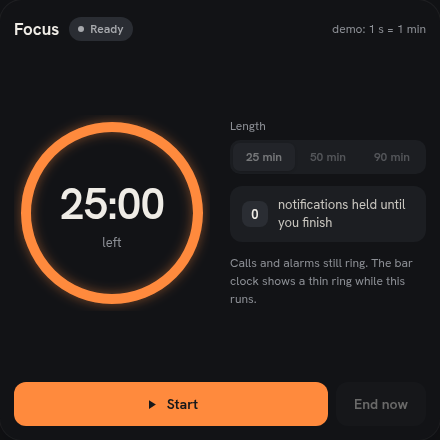 Focus
Ready
demo: 1 s = 1 min
25:00
left
Length
25 min
50 min
90 min
0
notifications held until
you finish
Calls and alarms still ring. The bar
clock shows a thin ring while this
runs.
Start
End now